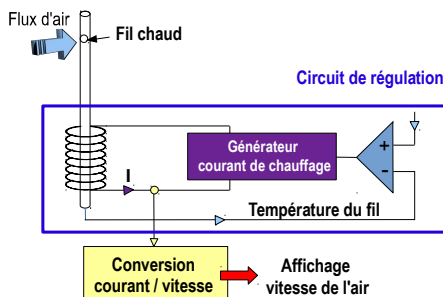 Flux d'air
Fil chaud
Circuit de régulation
Générateur
courant de chauffage
+
-
I
Température du fil
Conversion
courant / vitesse
Affichage
vitesse de l'air